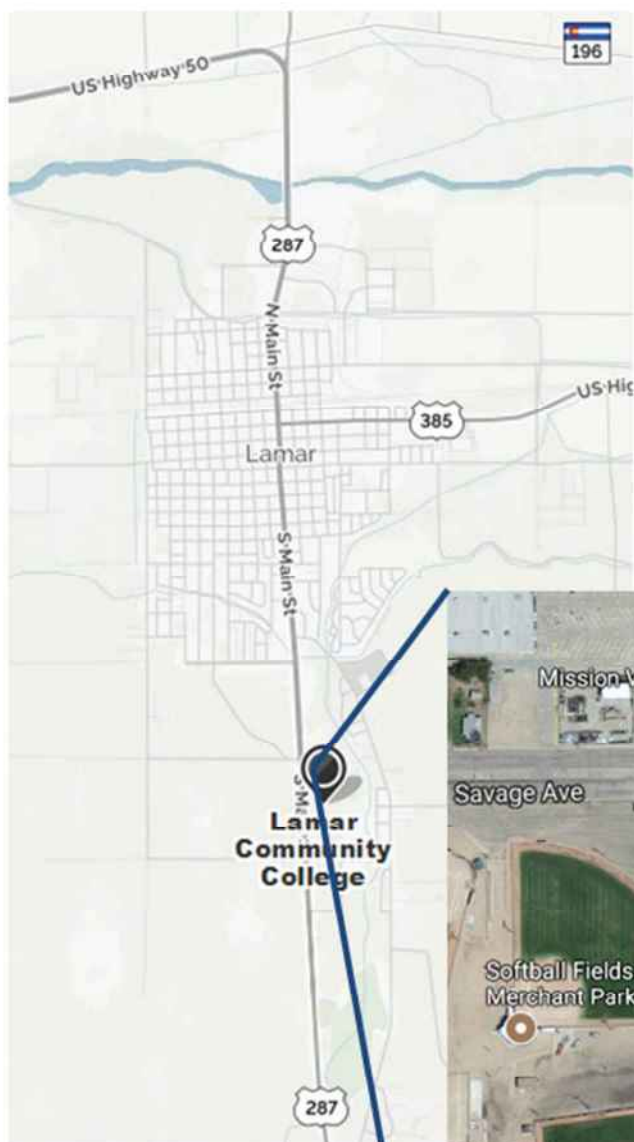 196
US Highway 50
287
N Main St
385
US Hig
Lamar
S Main St
Mission V
S Ma
Savage Ave
Lamar
Community
College
Softball Fields
Merchant Park
287